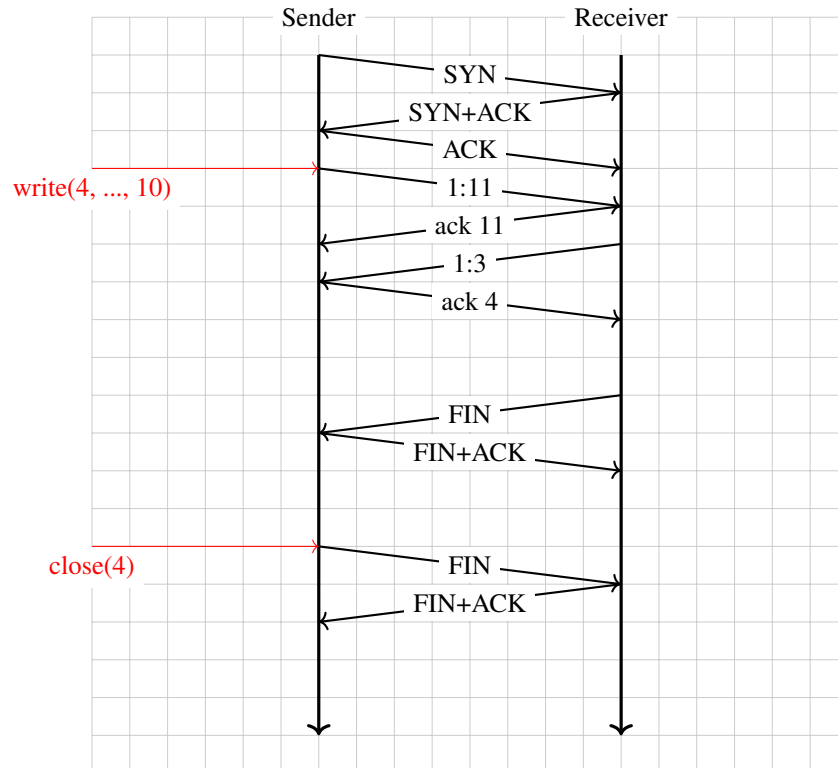 Sender
Receiver
SYN
SYN+ACK
ACK
write(4, ..., 10)
1:11
ack 11
1:3
ack 4
FIN
FIN+ACK
close(4)
FIN
FIN+ACK